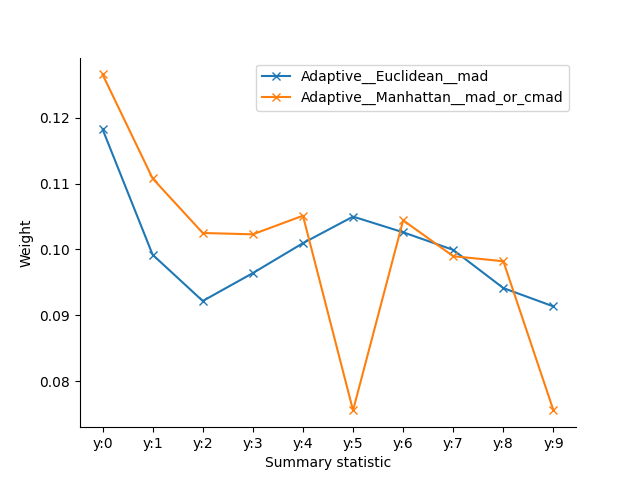 Adaptive__Euclidean__mad
Adaptive__Manhattan__mad_or_cmad
0.12
0.11
0.10
0.09
0.08
Weight
y:0 y:1 y:2 y:3 y:4 y:5 y:6 y:7 y:8 y:9
Summary statistic